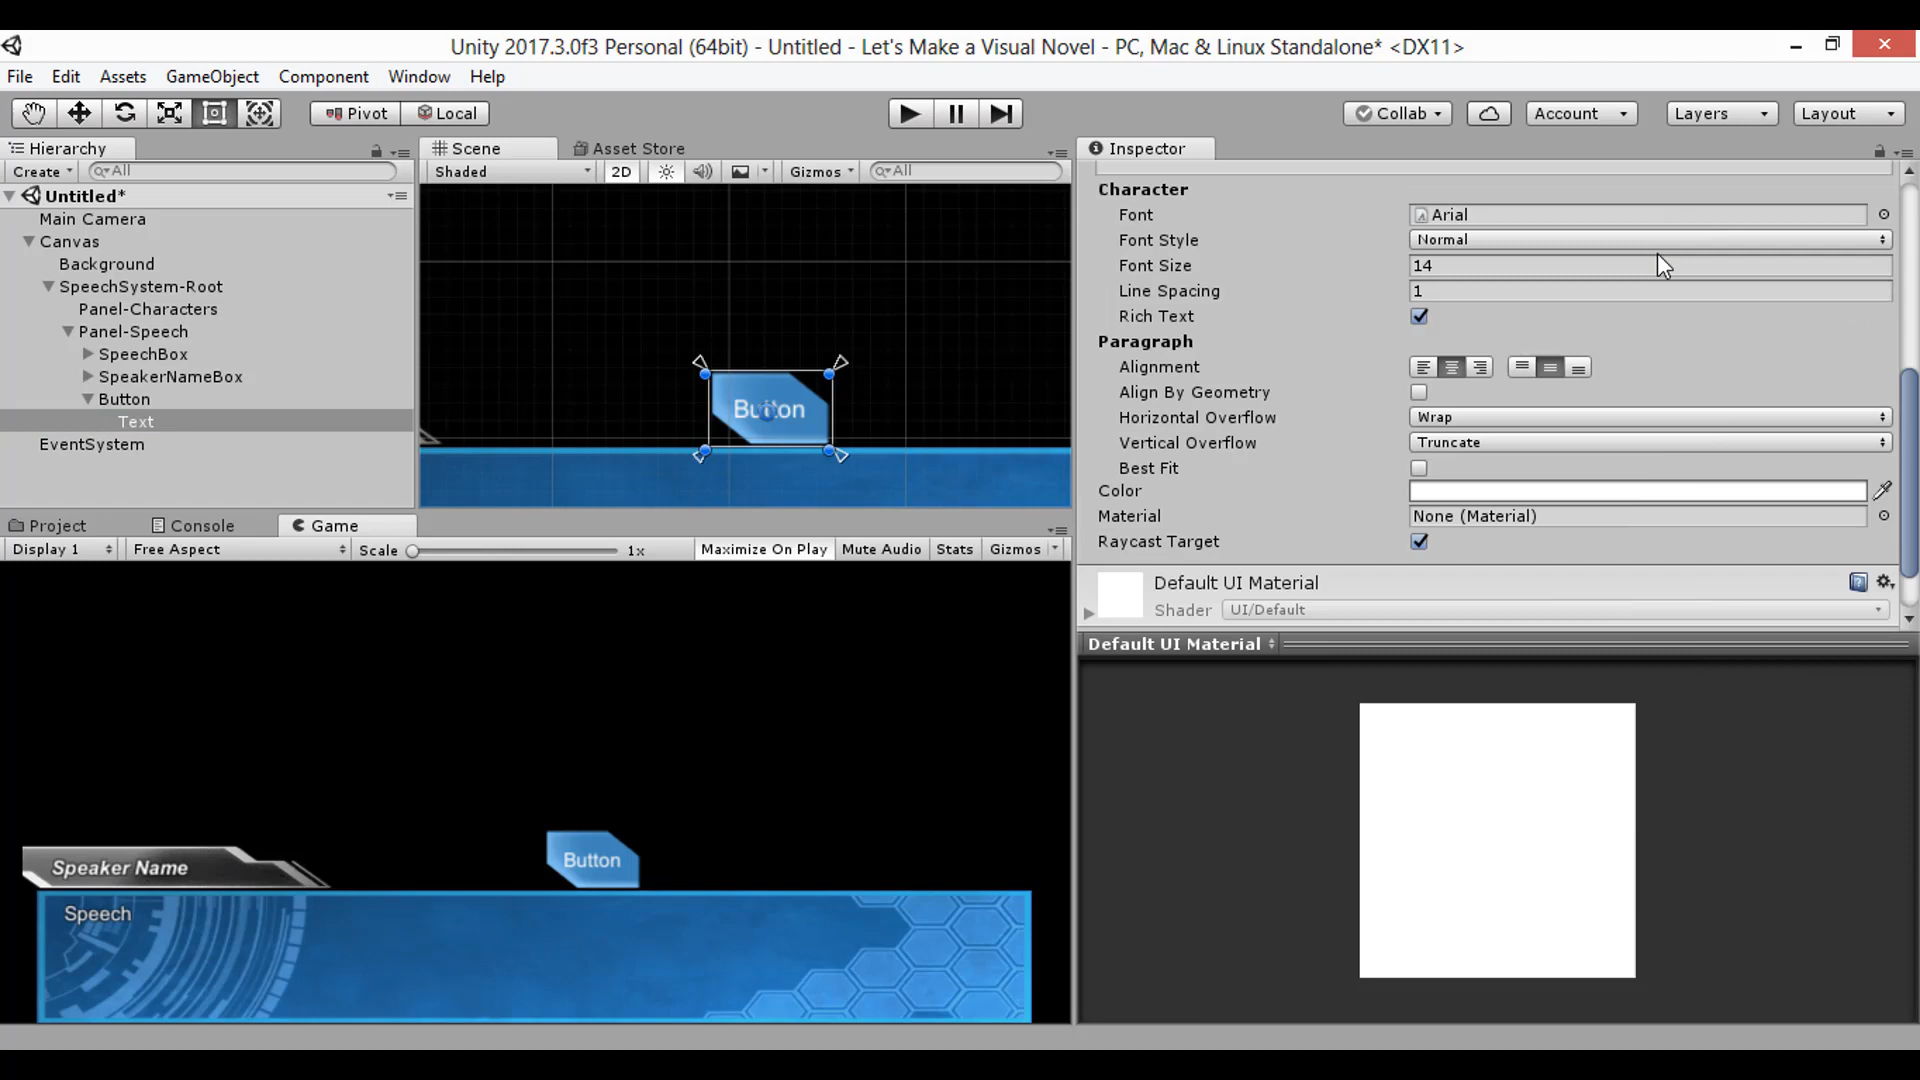 Unity 2017.3.0f3 Personal (64bit) - Untitled - Let's Make a Visual Novel - PC, Mac & Linux Standalone* <DX11>
File Edit Assets GameObject Component Window Help
Pivot Local Collab Account Layers Layout
Hierarchy
Create All
Untitled*
Main Camera
Canvas
Background
SpeechSystem-Root
Panel-Characters
Panel-Speech
SpeechBox
SpeakerNameBox
Button
Text
EventSystem
Scene Asset Store
Shaded 2D Gizmos All
Button
Project Console Game
Display 1 Free Aspect Scale 1x Maximize On Play Mute Audio Stats Gizmos
Button
Speaker Name
Speech
Inspector
Character
Font Arial
Font Style Normal
Font Size 14
Line Spacing 1
Rich Text
Paragraph
Alignment
Align By Geometry
Horizontal Overflow Wrap
Vertical Overflow Truncate
Best Fit
Color
Material None (Material)
Raycast Target
Default UI Material
Shader UI/Default
Default UI Material